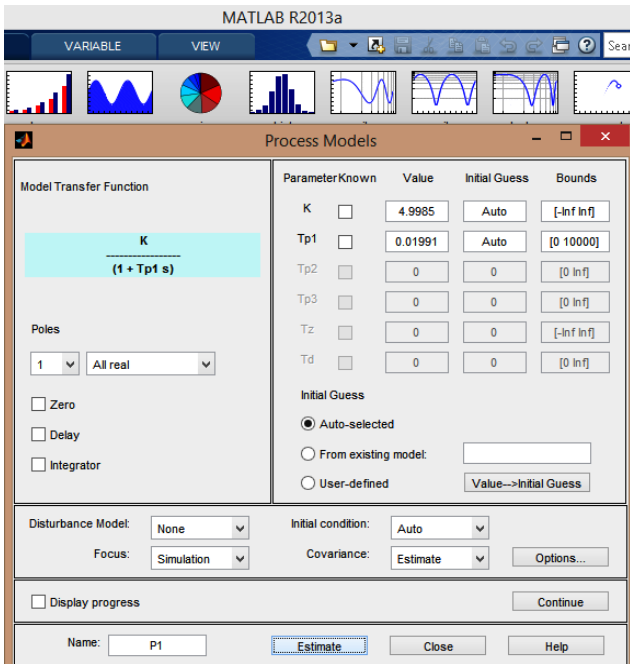 MATLAB R2013a
VARIABLE VIEW
Sear
Process Models
Model Transfer Function
K
-----------------
(1 + Tp1 s)
Poles
1 All real
Zero
Delay
Integrator
Parameter Known Value Initial Guess Bounds
K 4.9985 Auto [-Inf Inf]
Tp1 0.01991 Auto [0 10000]
Tp2 0 0 [0 Inf]
Tp3 0 0 [0 Inf]
Tz 0 0 [-Inf Inf]
Td 0 0 [0 Inf]
Initial Guess
Auto-selected
From existing model:
User-defined Value-->Initial Guess
Disturbance Model: None Initial condition: Auto
Focus: Simulation Covariance: Estimate Options...
Display progress Continue
Name: P1 Estimate Close Help